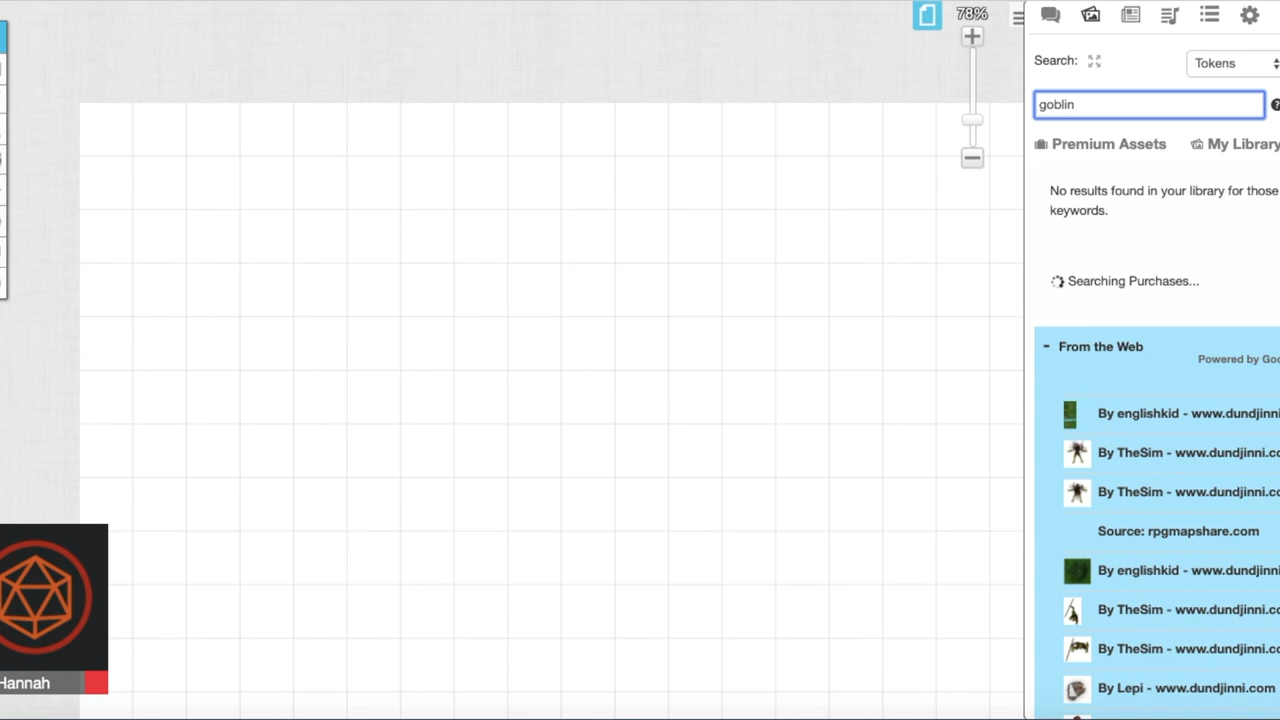 78%
Search:
Tokens
goblin
Premium Assets
My Library
No results found in your library for those
keywords.
Searching Purchases...
- From the Web
Powered by Goo
By englishkid - www.dundjinni
By TheSim - www.dundjinni.co
By TheSim - www.dundjinni.co
Source: rpgmapshare.com
By englishkid - www.dundjinni
By TheSim - www.dundjinni.co
By TheSim - www.dundjinni.co
By Lepi - www.dundjinni.com
Hannah